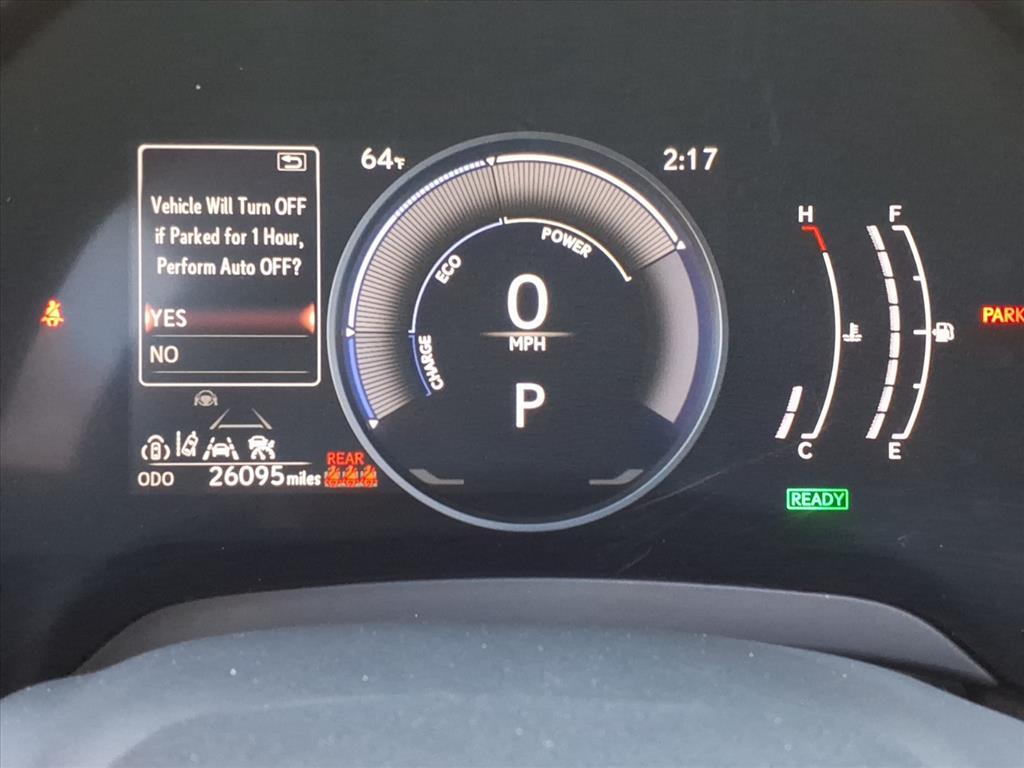 64°F
2:17
Vehicle Will Turn OFF
if Parked for 1 Hour,
Perform Auto OFF?
YES
NO
CHARGE
ECO
POWER
0
MPH
P
H
C
F
E
PARK
READY
REAR
ODO 26095 miles